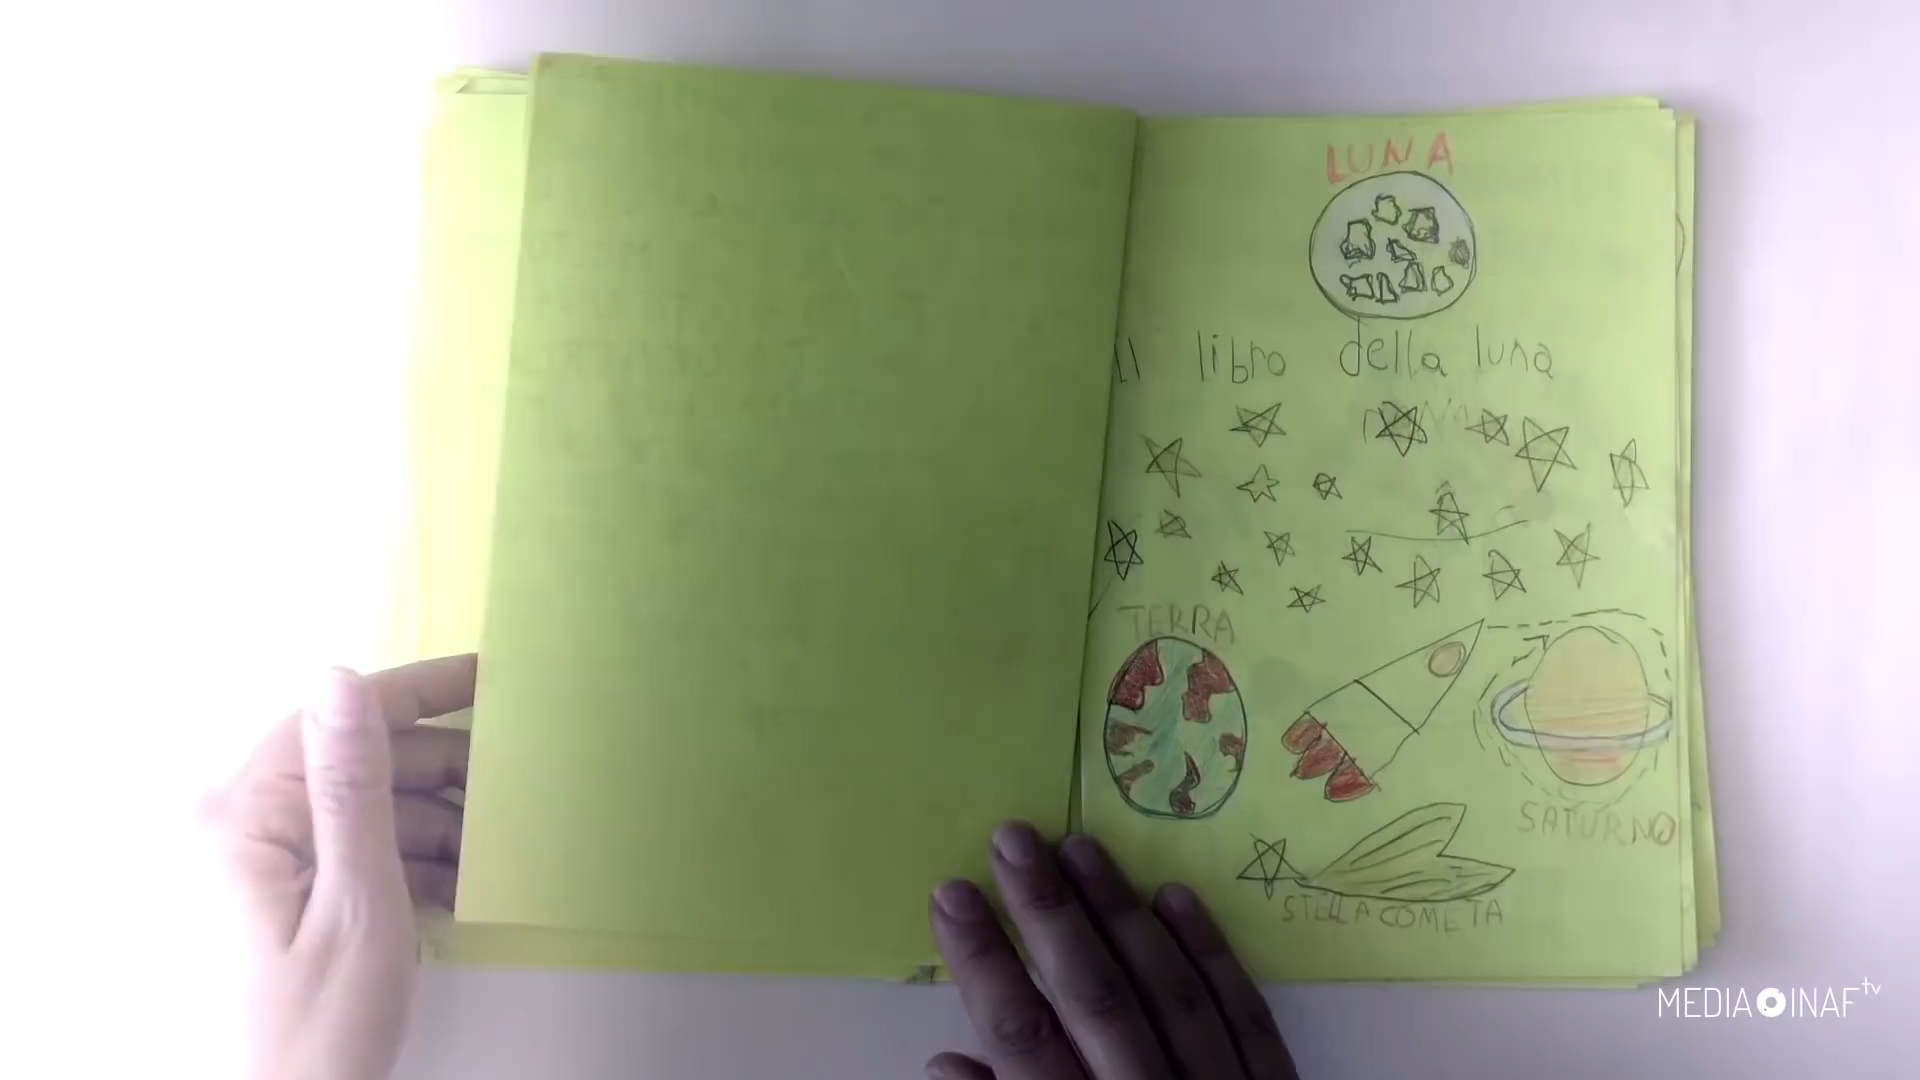 LUNA
Il libro della luna
TERRA
SATURNO
STELLA COMETA
MEDIA INAF tv